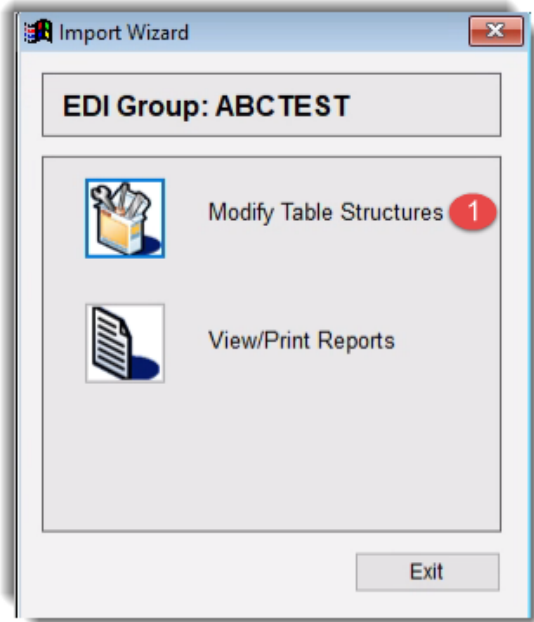 Import Wizard
EDI Group: ABCTEST
Modify Table Structures 1
View/Print Reports
Exit